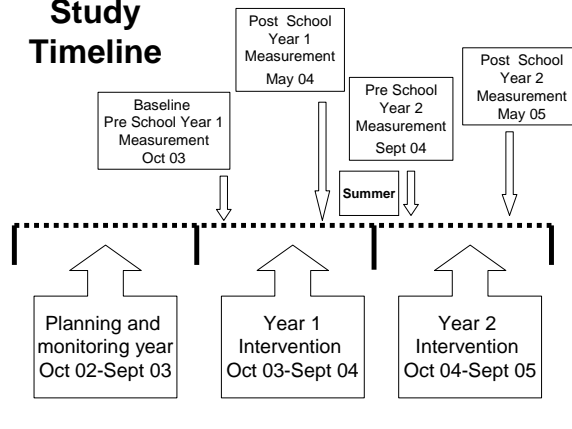 Study
Timeline
Post School
Year 1
Measurement
May 04
Post School
Year 2
Measurement
May 05
Pre School
Year 2
Measurement
Sept 04
Baseline
Pre School Year 1
Measurement
Oct 03
Summer
Planning and
monitoring year
Oct 02-Sept 03
Year 1
Intervention
Oct 03-Sept 04
Year 2
Intervention
Oct 04-Sept 05